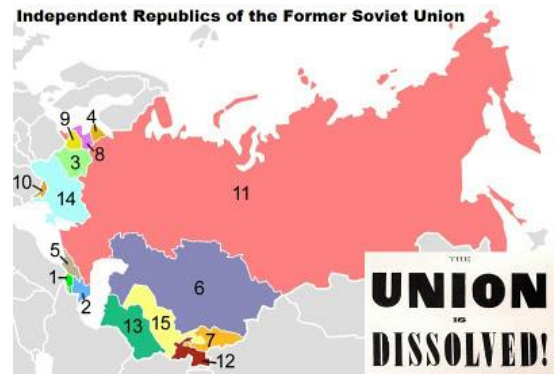 Independent Republics of the Former Soviet Union
9 4
3 8
10 14
11
5
1
2
6
13 15
7
12
THE
UNION
IS
DISSOLVED!